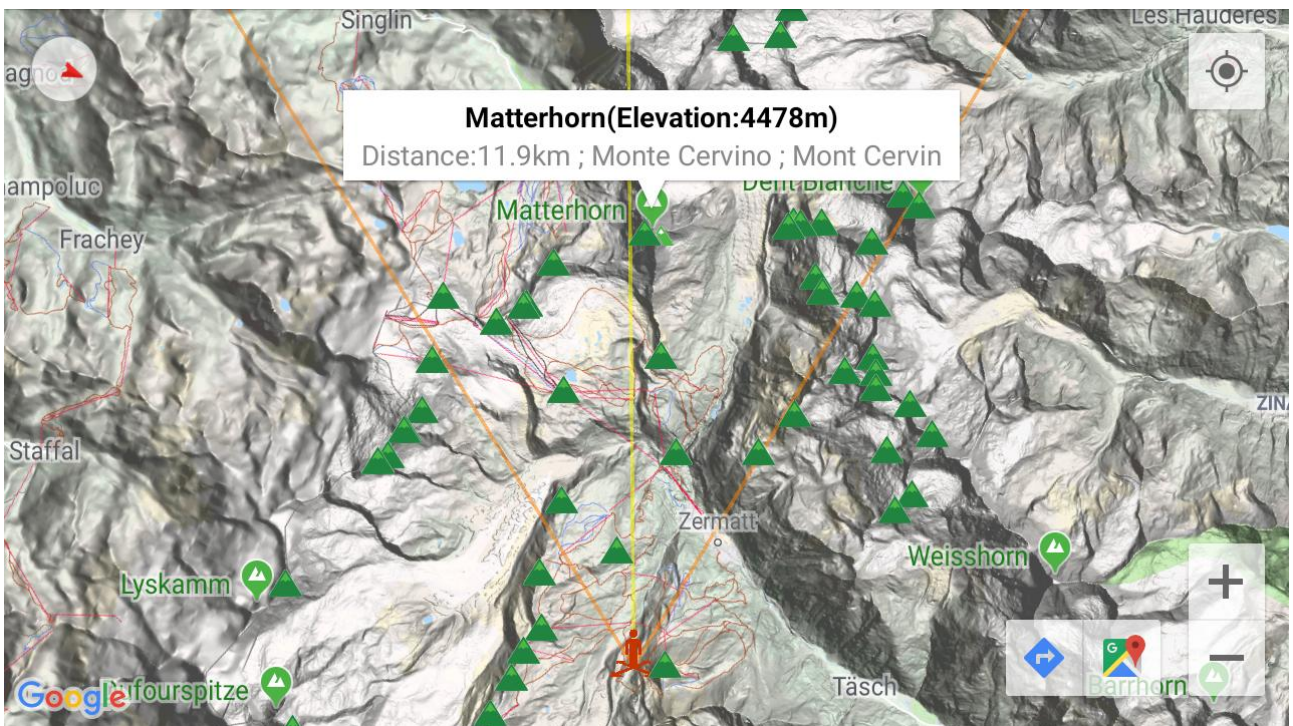 Singlin
Les Haudères
agnod
Matterhorn(Elevation:4478m)
Distance:11.9km ; Monte Cervino ; Mont Cervin
ampoluc
Dent Blanche
Matterhorn
Frachey
ZINA
Staffal
Zermatt
Weisshorn
Lyskamm
+
G
−
Google
Dufourspitze
Täsch
Barrhorn